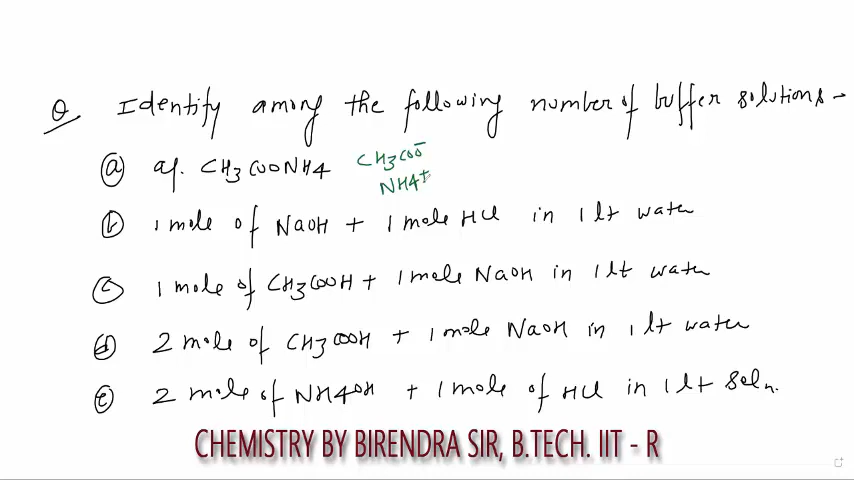 Q Identify among the following number of buffer solutions -
(a) aq. CH3COONH4 CH3COO-
NH4+
(b) 1 mole of NaOH + 1 mole HCl in 1 lt water
(c) 1 mole of CH3COOH + 1 mole NaOH in 1 lt water
(d) 2 mole of CH3COOH + 1 mole NaOH in 1 lt water
(e) 2 mole of NH4OH + 1 mole of HCl in 1 lt Soln.
CHEMISTRY BY BIRENDRA SIR, B.TECH. IIT - R